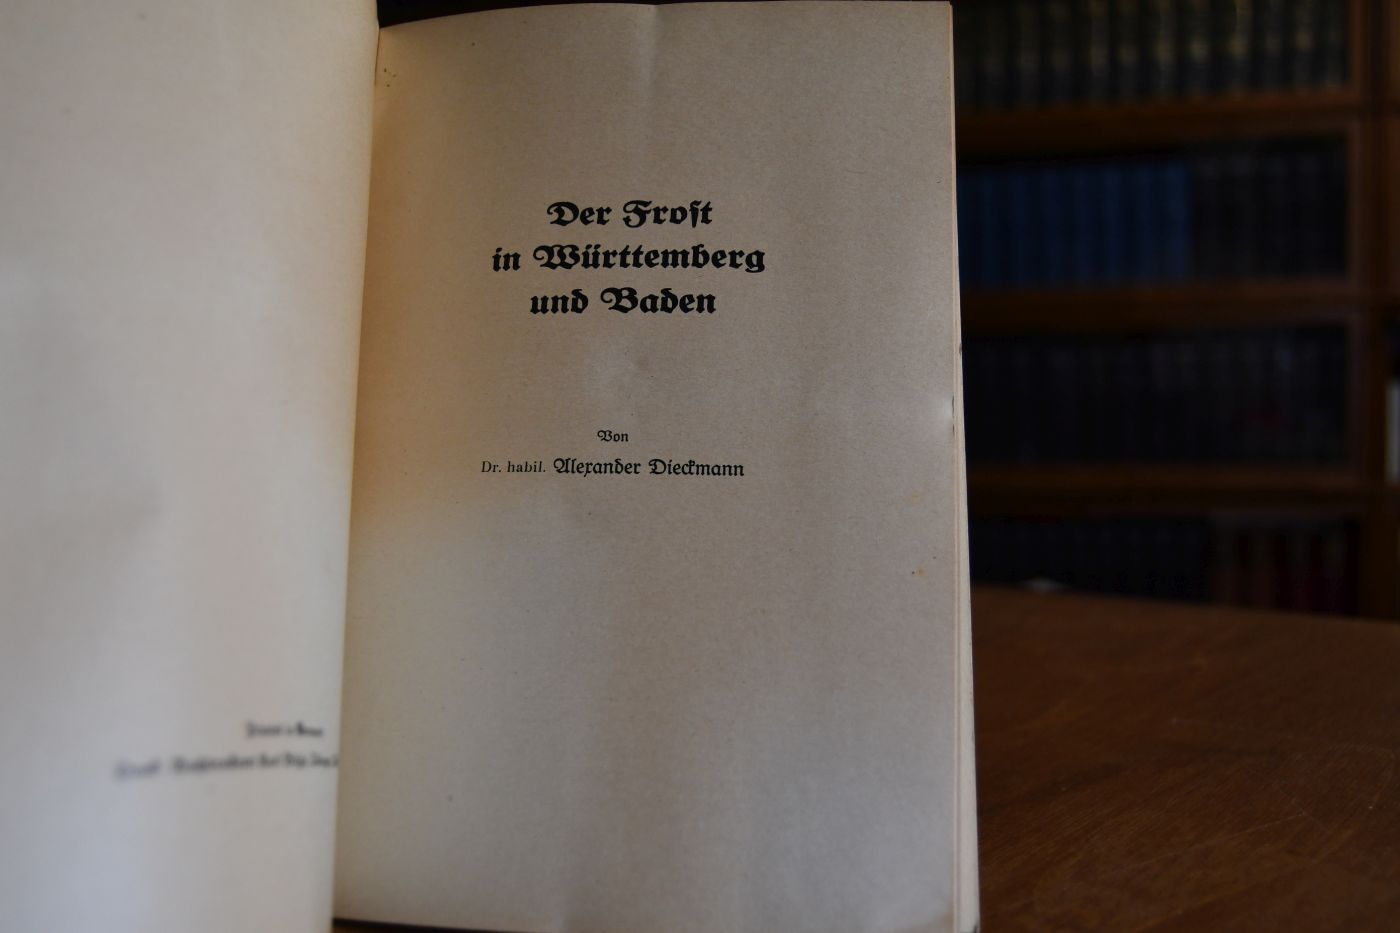 Der Froſt
in Württemberg
und Baden
Von
Dr. habil. Alexander Dieckmann